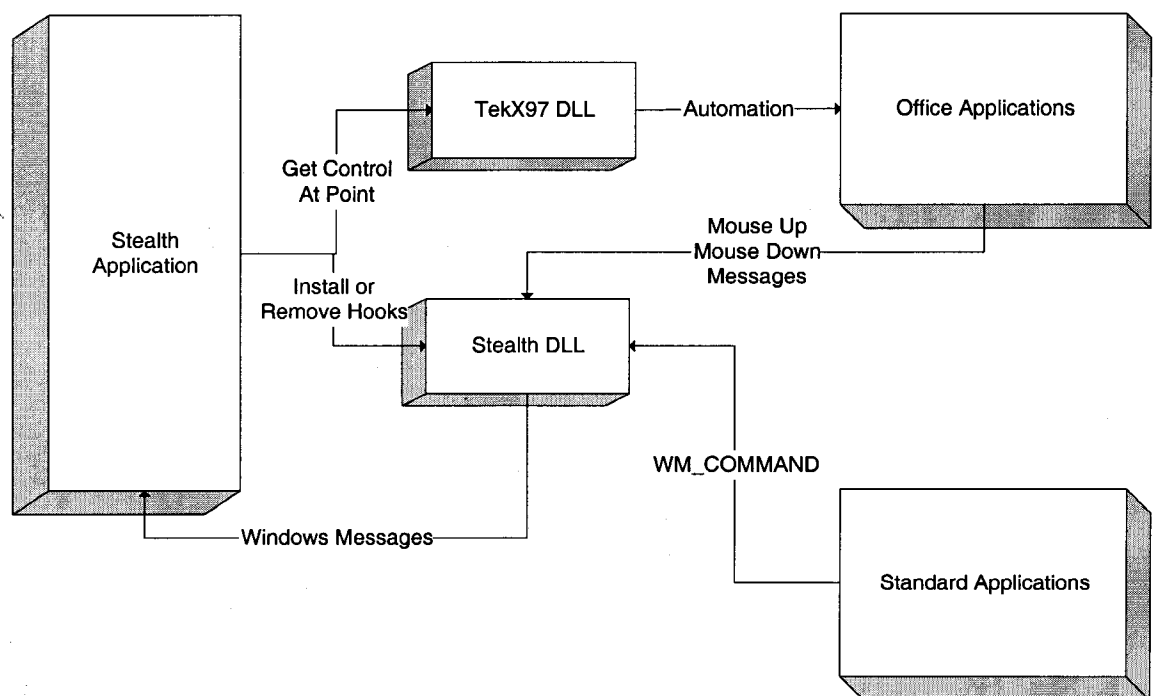 TekX97 DLL
Automation
Office Applications
Get Control
At Point
Stealth
Application
Mouse Up
Mouse Down
Messages
Install or
Remove Hooks
Stealth DLL
WM_COMMAND
Windows Messages
Standard Applications